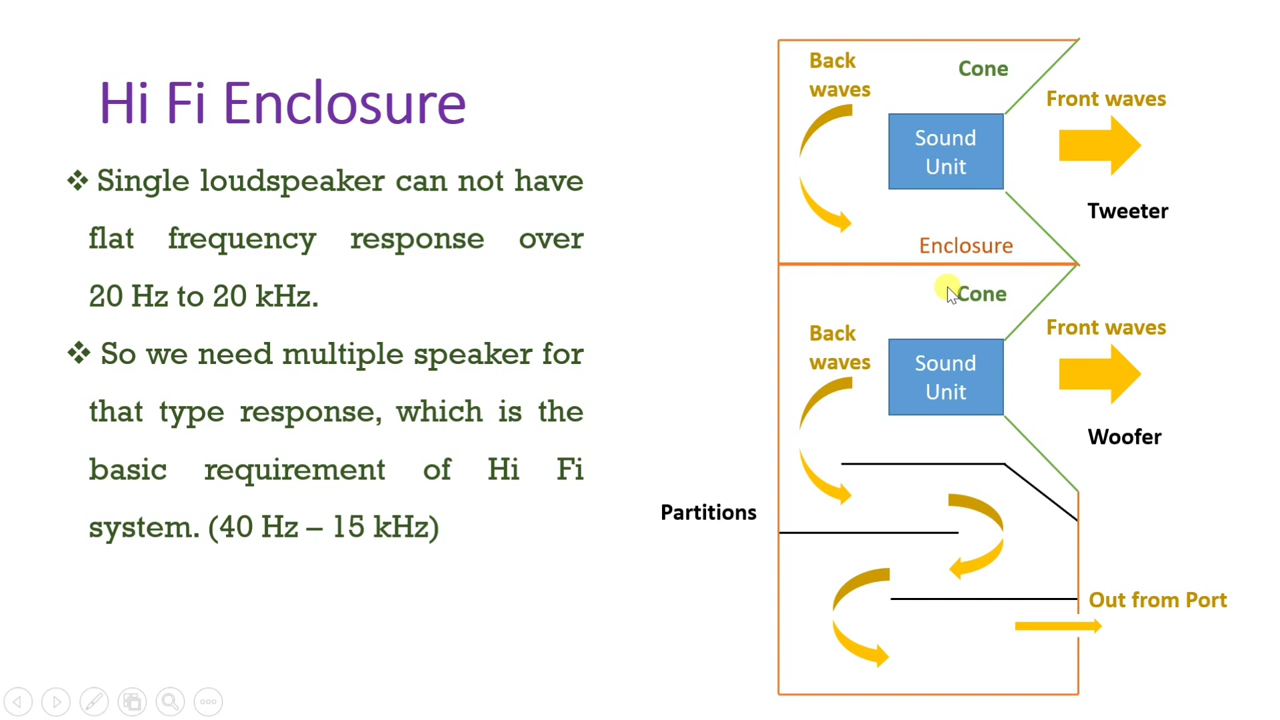 Hi Fi Enclosure
❖ Single loudspeaker can not have
flat frequency response over
20 Hz to 20 kHz.
❖ So we need multiple speaker for
that type response, which is the
basic requirement of Hi Fi
system. (40 Hz – 15 kHz)
Back
waves
Cone
Front waves
Sound
Unit
Tweeter
Enclosure
Cone
Back
waves
Front waves
Sound
Unit
Woofer
Partitions
Out from Port